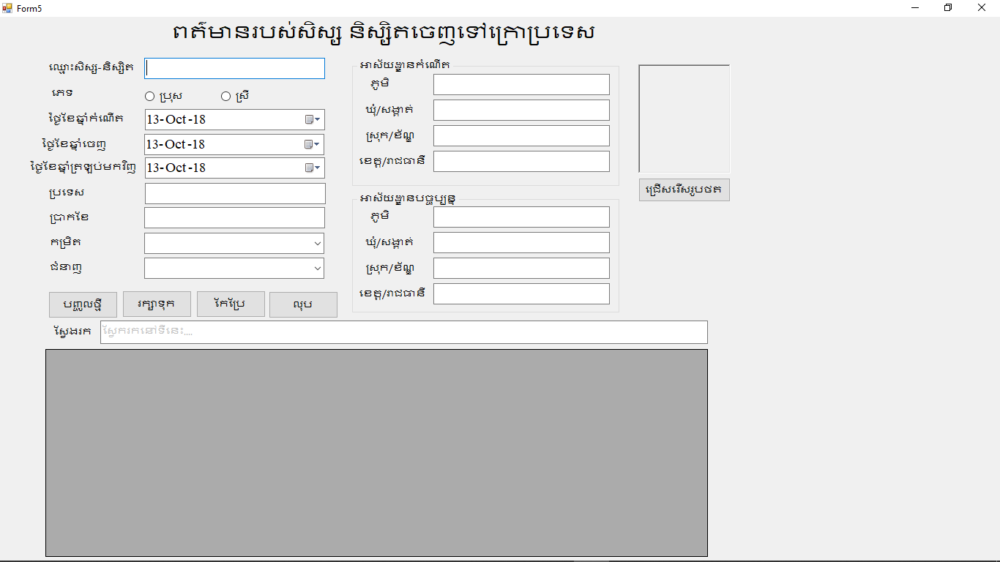 Form5
ពត៌មានរបស់សិស្ស និស្សិតចេញទៅក្រោប្រទេស
ឈ្មោះសិស្ស-និស្សិត
ភេទ
ប្រុស
ស្រី
ថ្ងៃខែឆ្នាំកំណើត
13-Oct-18
ថ្ងៃខែឆ្នាំចេញ
13-Oct-18
ថ្ងៃខែឆ្នាំត្រឡប់មកវិញ
13-Oct-18
ប្រទេស
ប្រាកខែ
កម្រិត
ជំនាញ
អាស័យដ្ឋានកំណើត
ភូមិ
ឃុំ/សង្កាត់
ស្រុក/ខ័ណ្ឌ
ខេត្ត/រាជធានី
អាស័យដ្ឋានបច្ចុប្បន្ន
ភូមិ
ឃុំ/សង្កាត់
ស្រុក/ខ័ណ្ឌ
ខេត្ត/រាជធានី
ជ្រើសរើសរូបថត
បញ្ចូលថ្មី
រក្សាទុក
កែប្រែ
លុប
ស្វែងរក
ស្វែករកនៅទីនេះ....